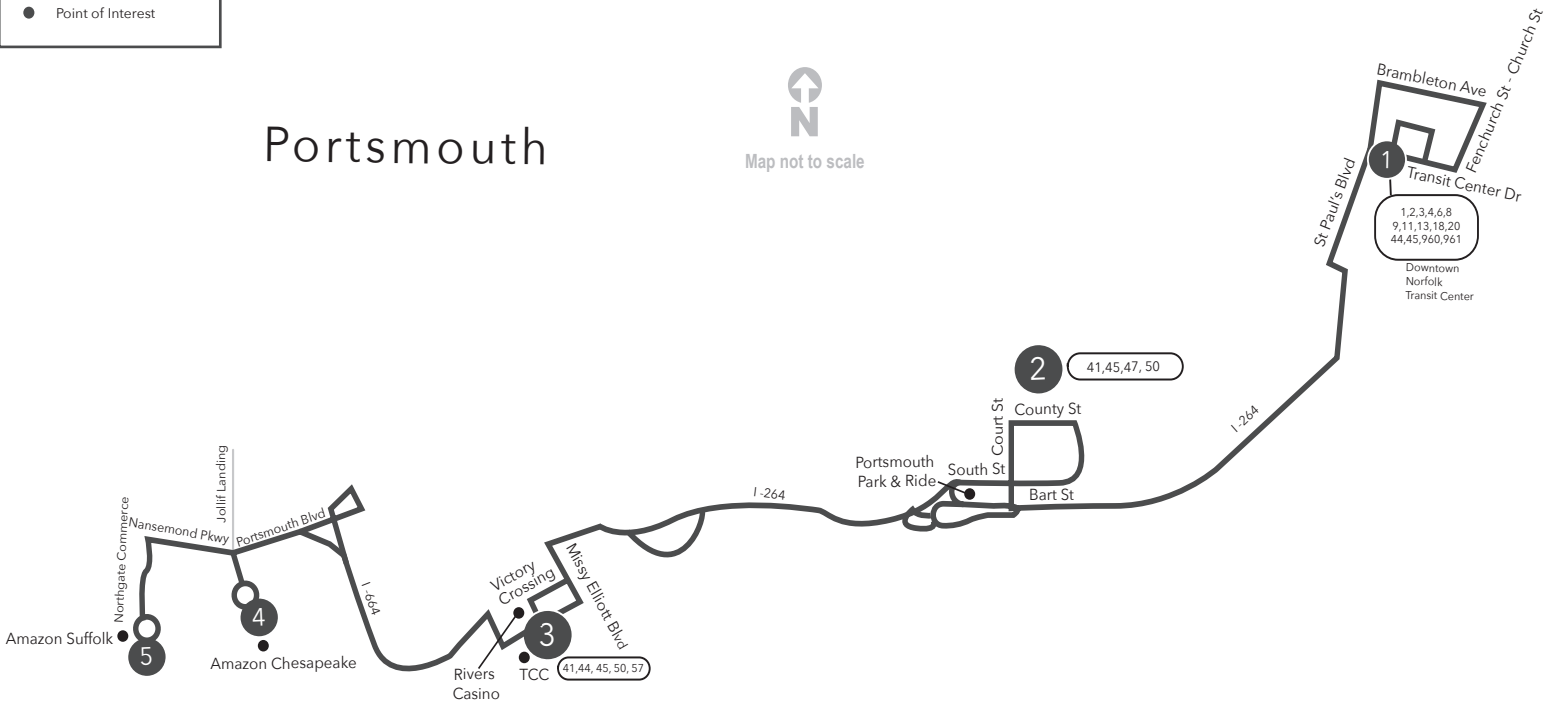 Point of Interest
Portsmouth
N
Map not to scale
Brambleton Ave
Fenchurch St - Church St
1
Transit Center Dr
St Paul's Blvd
1,2,3,4,6,8
9,11,13,18,20
44,45,960,961
Downtown
Norfolk
Transit Center
2
41,45,47, 50
County St
Court St
I -264
Portsmouth
Park & Ride
South St
Bart St
I -264
Jollif Landing
Northgate Commerce
Nansemond Pkwy
Portsmouth Blvd
Victory
Crossing
Missy Elliott Blvd
I -664
4
3
Amazon Suffolk
5
Amazon Chesapeake
Rivers
Casino
TCC
41,44, 45, 50, 57